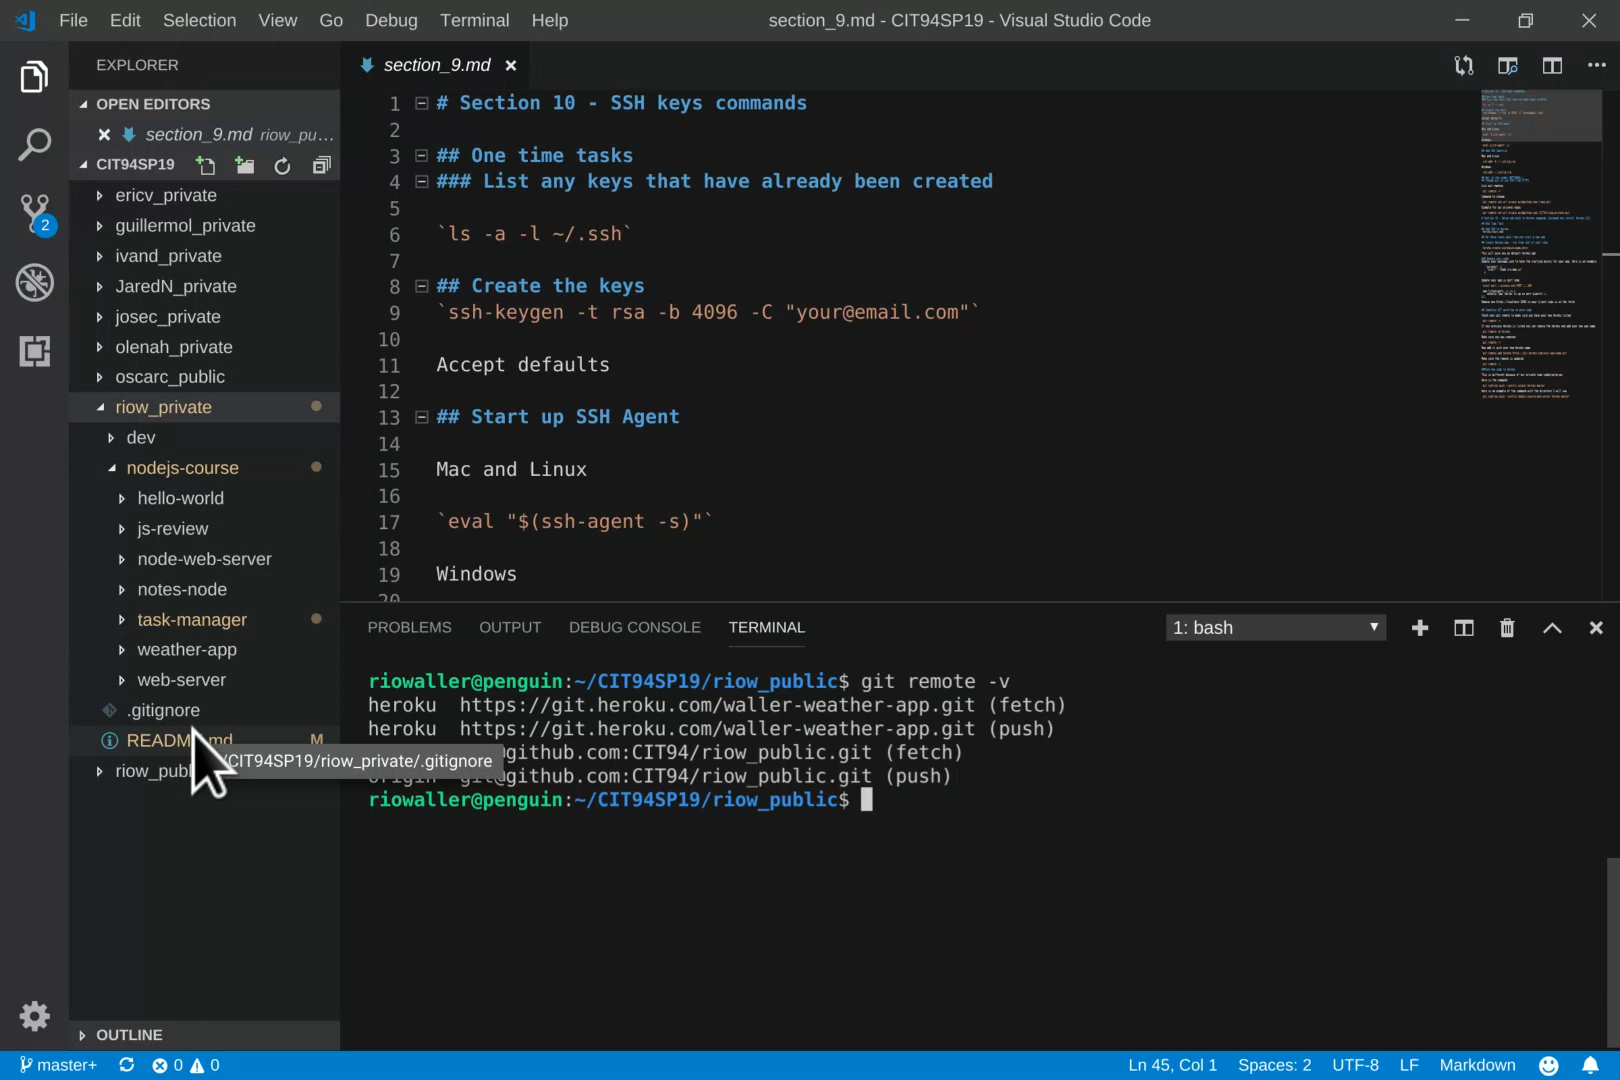 File Edit Selection View Go Debug Terminal Help section_9.md - CIT94SP19 - Visual Studio Code
EXPLORER
OPEN EDITORS
section_9.md riow_pu...
CIT94SP19
ericv_private
guillermol_private
ivand_private
JaredN_private
josec_private
olenah_private
oscarc_public
riow_private
dev
nodejs-course
hello-world
js-review
node-web-server
notes-node
task-manager
weather-app
web-server
.gitignore
READM md M
/CIT94SP19/riow_private/.gitignore
riow_publ
OUTLINE
2
section_9.md
1 # Section 10 - SSH keys commands
2
3 ## One time tasks
4 ### List any keys that have already been created
5
6 `ls -a -l ~/.ssh`
7
8 ## Create the keys
9 `ssh-keygen -t rsa -b 4096 -C "your@email.com"`
10
11 Accept defaults
12
13 ## Start up SSH Agent
14
15 Mac and Linux
16
17 `eval "$(ssh-agent -s)"`
18
19 Windows
20
PROBLEMS OUTPUT DEBUG CONSOLE TERMINAL 1: bash
riowaller@penguin:~/CIT94SP19/riow_public$ git remote -v
heroku https://git.heroku.com/waller-weather-app.git (fetch)
heroku https://git.heroku.com/waller-weather-app.git (push)
@github.com:CIT94/riow_public.git (fetch)
origin git@github.com:CIT94/riow_public.git (push)
riowaller@penguin:~/CIT94SP19/riow_public$
master+ 0 0 Ln 45, Col 1 Spaces: 2 UTF-8 LF Markdown